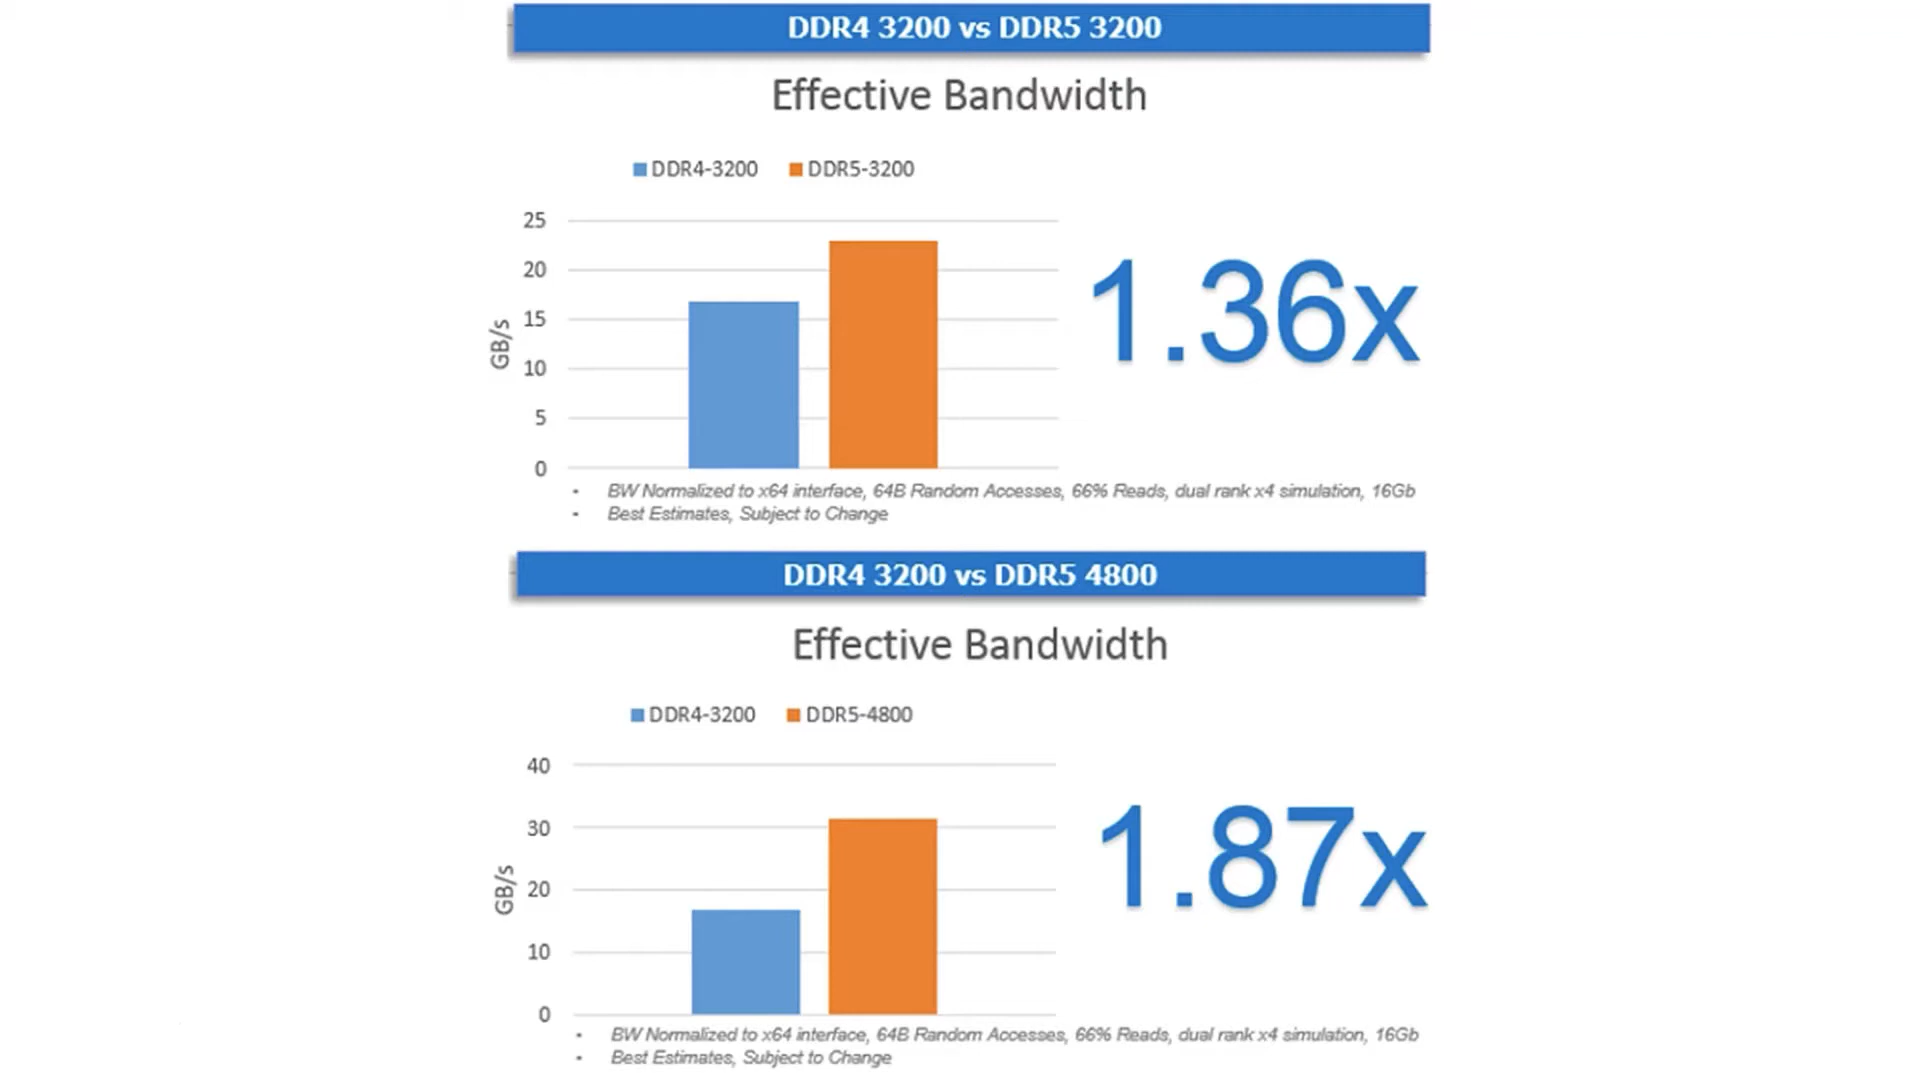 DDR4 3200 vs DDR5 3200
Effective Bandwidth
DDR4-3200 DDR5-3200
25
20
15
10
5
0
GB/s
1.36x
• BW Normalized to x64 interface, 64B Random Accesses, 66% Reads, dual rank x4 simulation, 16Gb
• Best Estimates, Subject to Change
DDR4 3200 vs DDR5 4800
Effective Bandwidth
DDR4-3200 DDR5-4800
40
30
20
10
0
GB/s
1.87x
• BW Normalized to x64 interface, 64B Random Accesses, 66% Reads, dual rank x4 simulation, 16Gb
• Best Estimates, Subject to Change